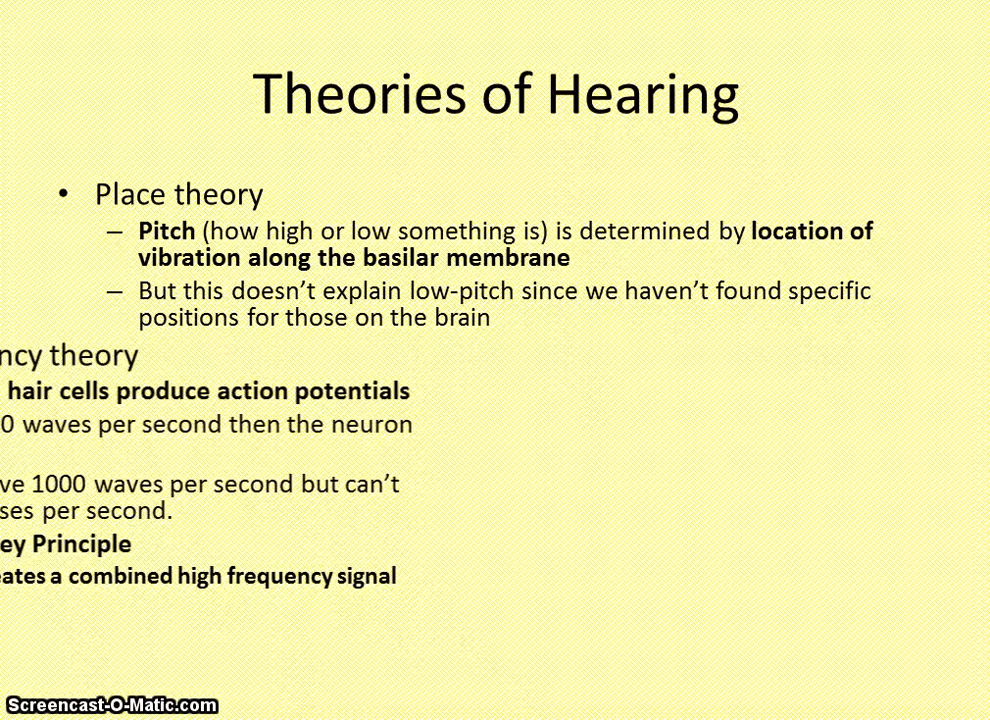 Theories of Hearing
• Place theory
– Pitch (how high or low something is) is determined by location of
vibration along the basilar membrane
– But this doesn’t explain low-pitch since we haven’t found specific
positions for those on the brain
ncy theory
hair cells produce action potentials
0 waves per second then the neuron
ve 1000 waves per second but can’t
ses per second.
ey Principle
eates a combined high frequency signal
Screencast-O-Matic.com